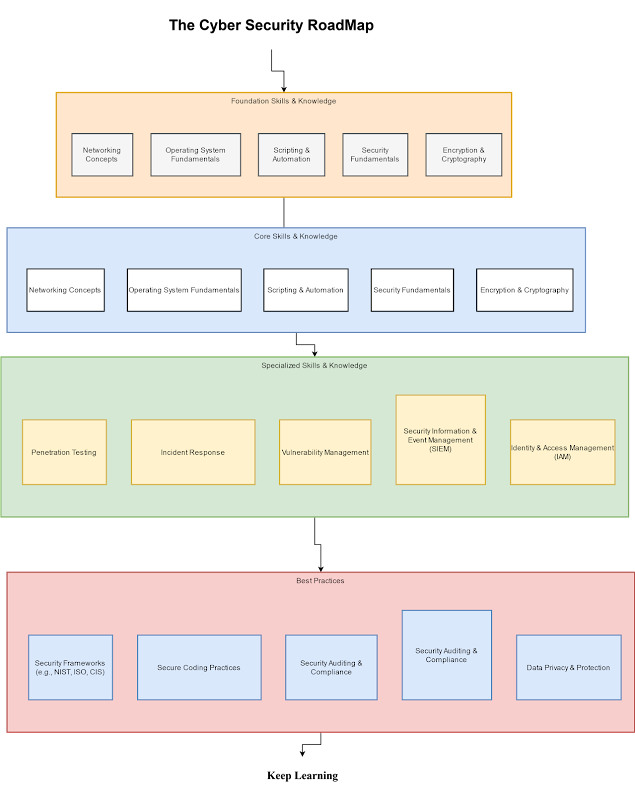 The Cyber Security RoadMap
Foundation Skills & Knowledge
Networking
Concepts
Operating System
Fundamentals
Scripting &
Automation
Security
Fundamentals
Encryption &
Cryptography
Core Skills & Knowledge
Networking Concepts
Operating System Fundamentals
Scripting & Automation
Security Fundamentals
Encryption & Cryptography
Specialized Skills & Knowledge
Penetration Testing
Incident Response
Vulnerability Management
Security Information &
Event Management
(SIEM)
Identity & Access Management
(IAM)
Best Practices
Security Frameworks
(e.g., NIST, ISO, CIS)
Secure Coding Practices
Security Auditing &
Compliance
Security Auditing &
Compliance
Data Privacy & Protection
Keep Learning